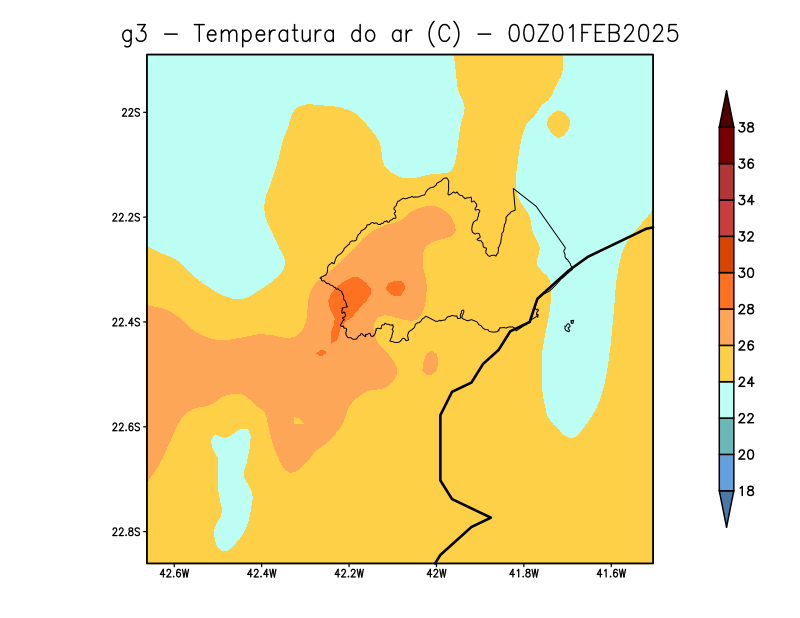 g3 − Temperatura do ar (C) − 00Z01FEB2025
22S
22.2S
22.4S
22.6S
22.8S
42.6W
42.4W
42.2W
42W
41.8W
41.6W
38
36
34
32
30
28
26
24
22
20
18